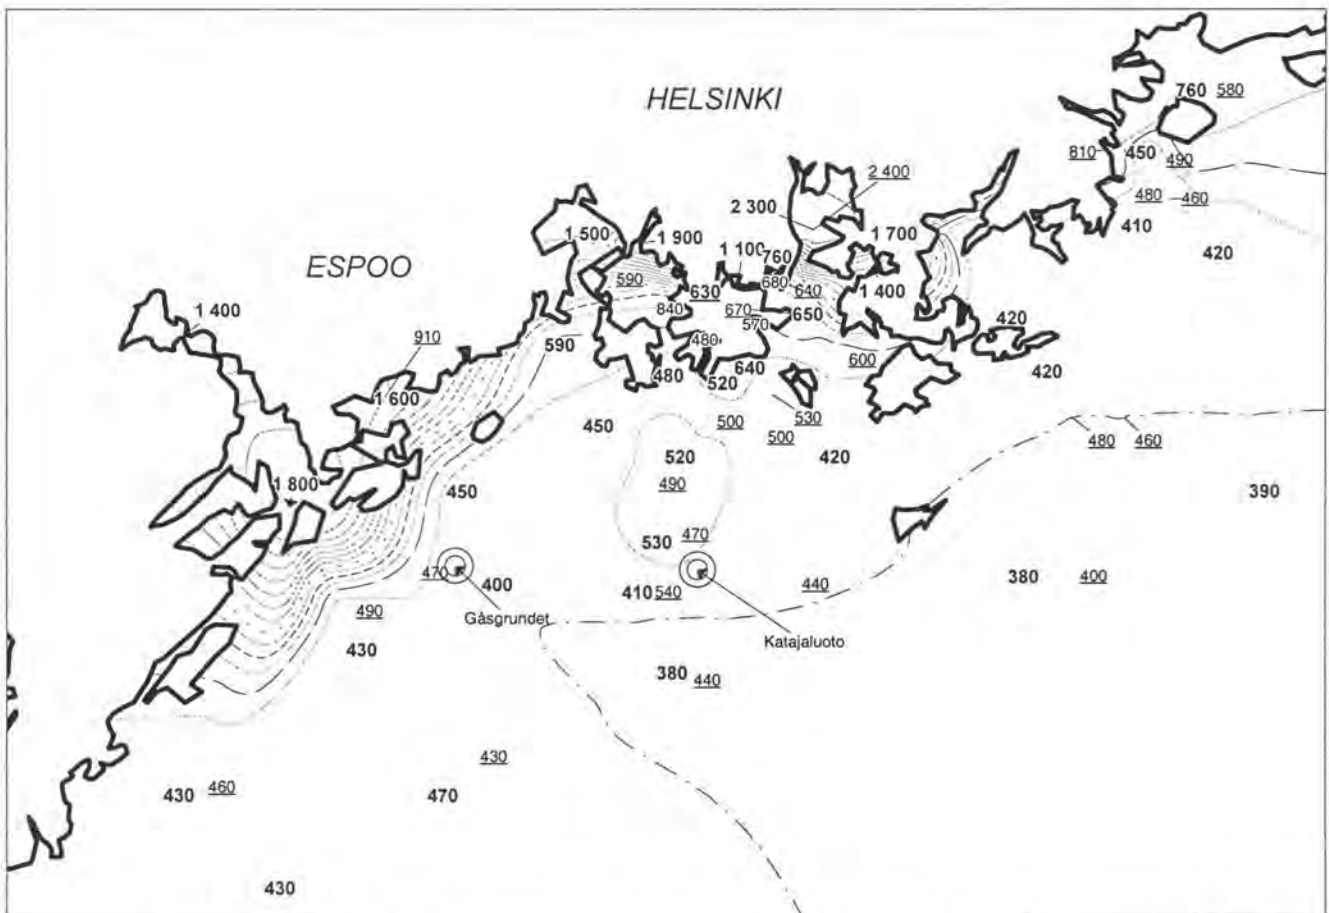 HELSINKI
760 580
810 450 490
2 400
480 460
2 300
410
1 500 1 900 1 100 760 1 700
420
ESPOO
590 630 680 640 1 400
1 400
840 670 650 420
570
910 590 480 600
480 520 640 420
1 600
450 500 530
500 480 460
520 420
1 800 450 490 390
530 470
470 400 410 540 440 380 400
490 Gåsgrundet
430 Katajaluoto
380 440
430
430 460 470
430